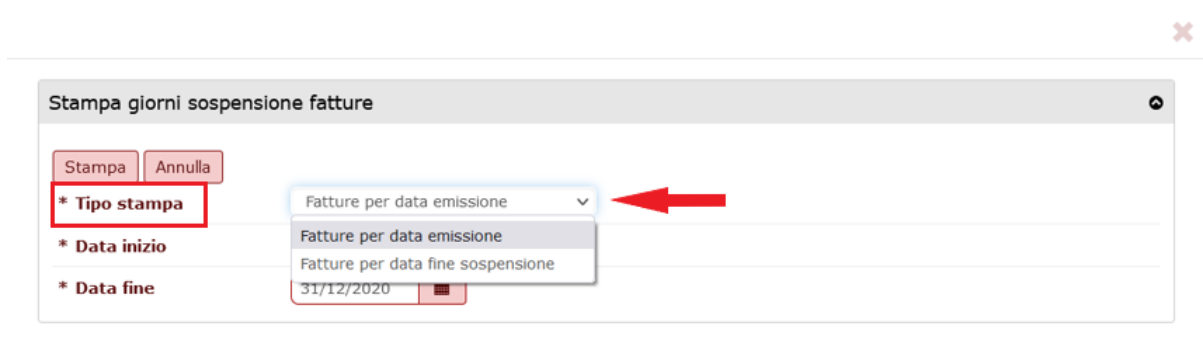 Stampa giorni sospensione fatture
Stampa Annulla
* Tipo stampa Fatture per data emissione
Fatture per data emissione
* Data inizio
Fatture per data fine sospensione
* Data fine 31/12/2020